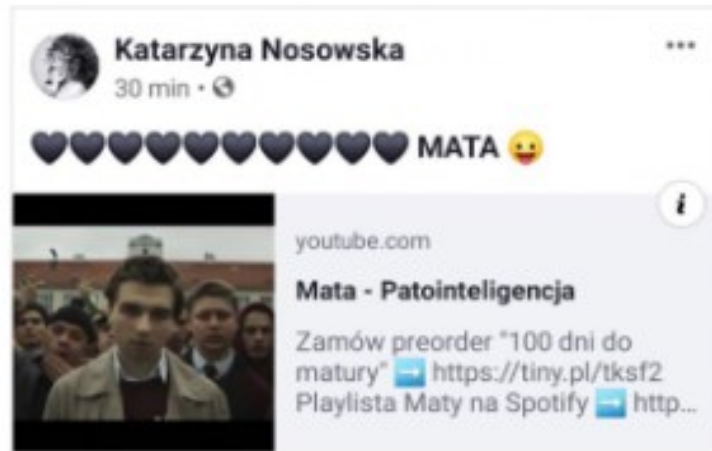 Katarzyna Nosowska
30 min •
🖤🖤🖤🖤🖤🖤🖤🖤🖤🖤 MATA 😛
i
youtube.com
Mata - Patointeligencja
Zamów preorder "100 dni do
matury" ➡️ https://tiny.pl/tksf2
Playlista Maty na Spotify ➡️ http...